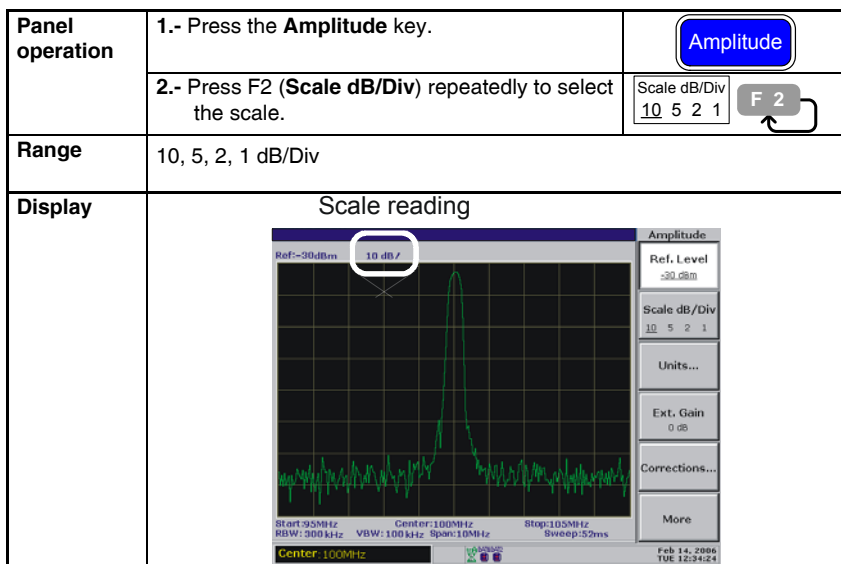 Panel operation
1.- Press the Amplitude key.
Amplitude
2.- Press F2 (Scale dB/Div) repeatedly to select
the scale.
Scale dB/Div
10 5 2 1
F 2
Range
10, 5, 2, 1 dB/Div
Display
Scale reading
Amplitude
Ref:-30dBm 10 dB/
Ref. Level
-30 dBm
Scale dB/Div
10 5 2 1
Units...
Ext. Gain
0 dB
Corrections...
More
Start:95MHz Center:100MHz Stop:105MHz
RBW: 300 kHz VBW: 100 kHz Span:10MHz Sweep:52ms
Center:100MHz
Feb 14, 2006
TUE 12:34:24